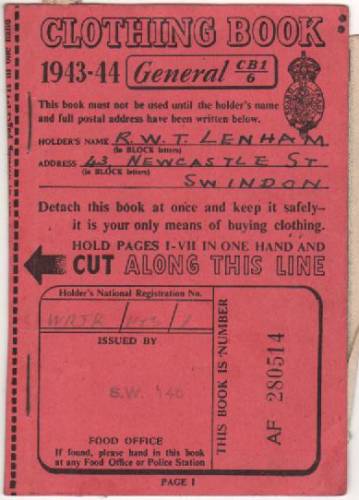 CLOTHING BOOK
1943-44 General CB1/6
This book must not be used until the holder's name
and full postal address have been written below.
HOLDER'S NAME R.W.T. LENHAM
(in BLOCK letters)
ADDRESS 43 NEWCASTLE ST
(in BLOCK letters)
SWINDON
Detach this book at once and keep it safely—
it is your only means of buying clothing.
HOLD PAGES I-VII IN ONE HAND AND
CUT ALONG THIS LINE
Holder's National Registration No.
ISSUED BY
S.W. 140
FOOD OFFICE
If found, please hand in this book
at any Food Office or Police Station
THIS BOOK IS NUMBER
AF 280514
PAGE I